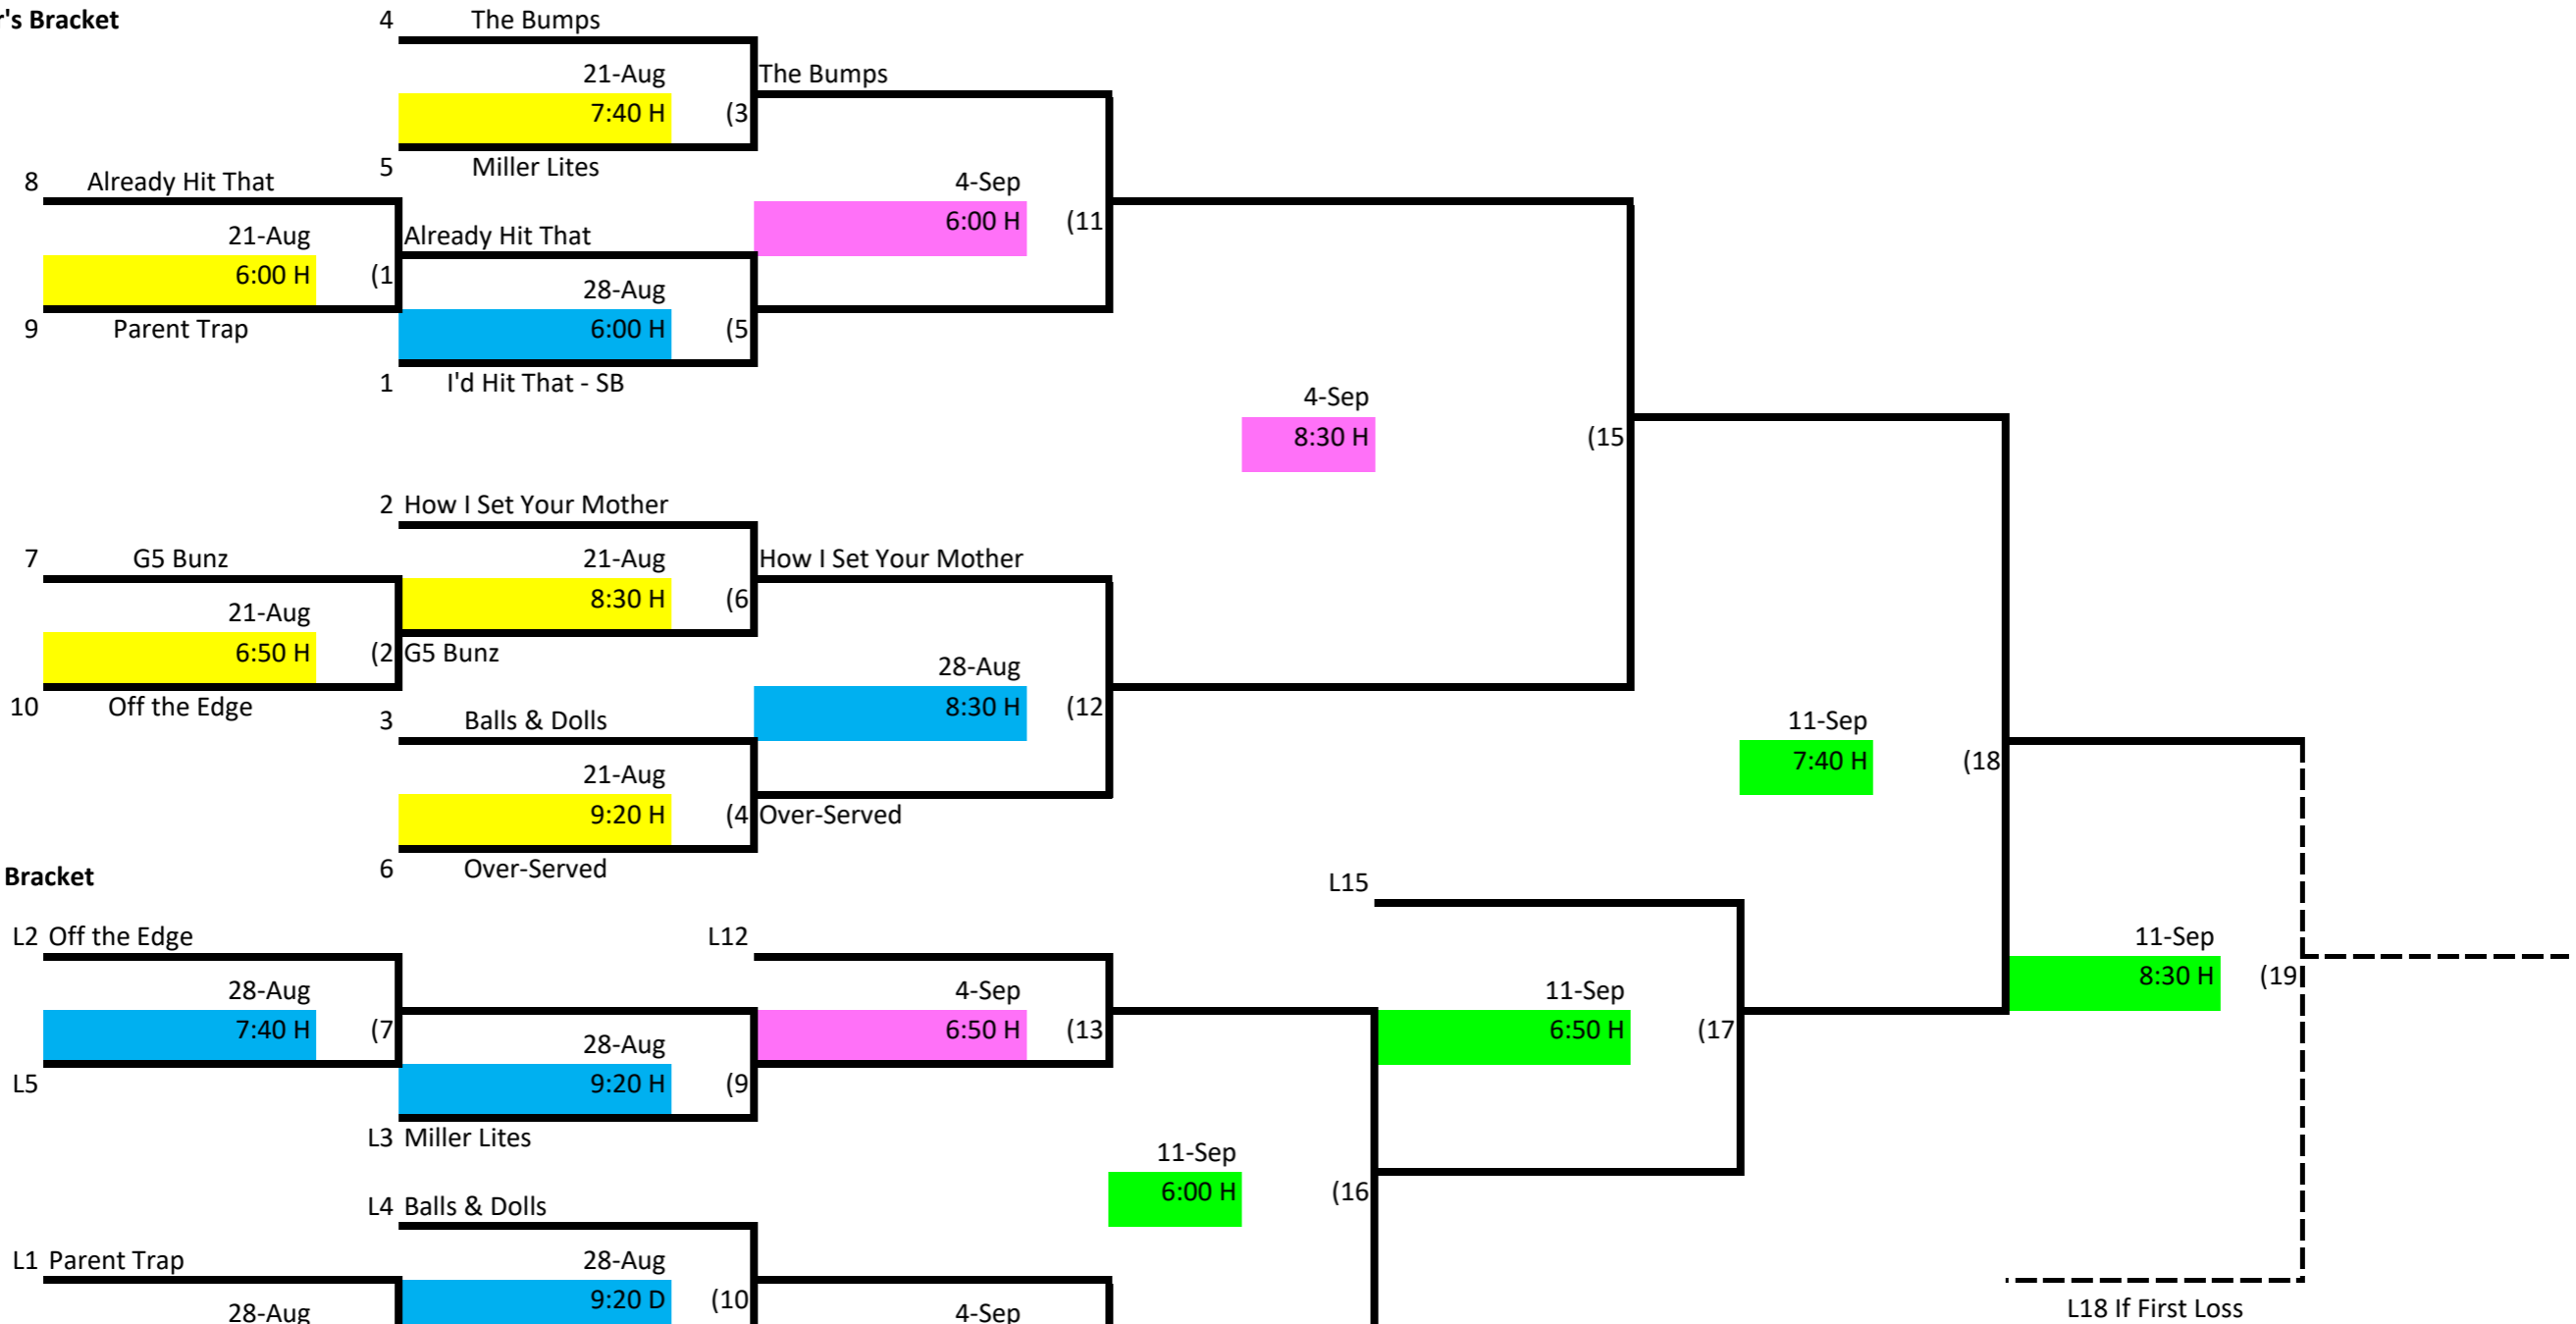 r's Bracket
4 The Bumps
21-Aug
The Bumps
7:40 H (3
5 Miller Lites
8 Already Hit That
4-Sep
6:00 H (11
21-Aug
Already Hit That
6:00 H (1
28-Aug
9 Parent Trap
6:00 H (5
1 I'd Hit That - SB
4-Sep
8:30 H (15
2 How I Set Your Mother
7 G5 Bunz
21-Aug
How I Set Your Mother
8:30 H (6
21-Aug
6:50 H (2
G5 Bunz
28-Aug
10 Off the Edge
8:30 H (12
3 Balls & Dolls
11-Sep
7:40 H (18
21-Aug
9:20 H (4
Over-Served
6 Over-Served
Bracket
L15
L2 Off the Edge
L12
11-Sep
8:30 H (19
28-Aug
4-Sep
11-Sep
7:40 H (7
6:50 H (13
6:50 H (17
28-Aug
L5
9:20 H (9
L3 Miller Lites
11-Sep
6:00 H (16
L4 Balls & Dolls
L1 Parent Trap
28-Aug
9:20 D (10
28-Aug
4-Sep
L18 If First Loss